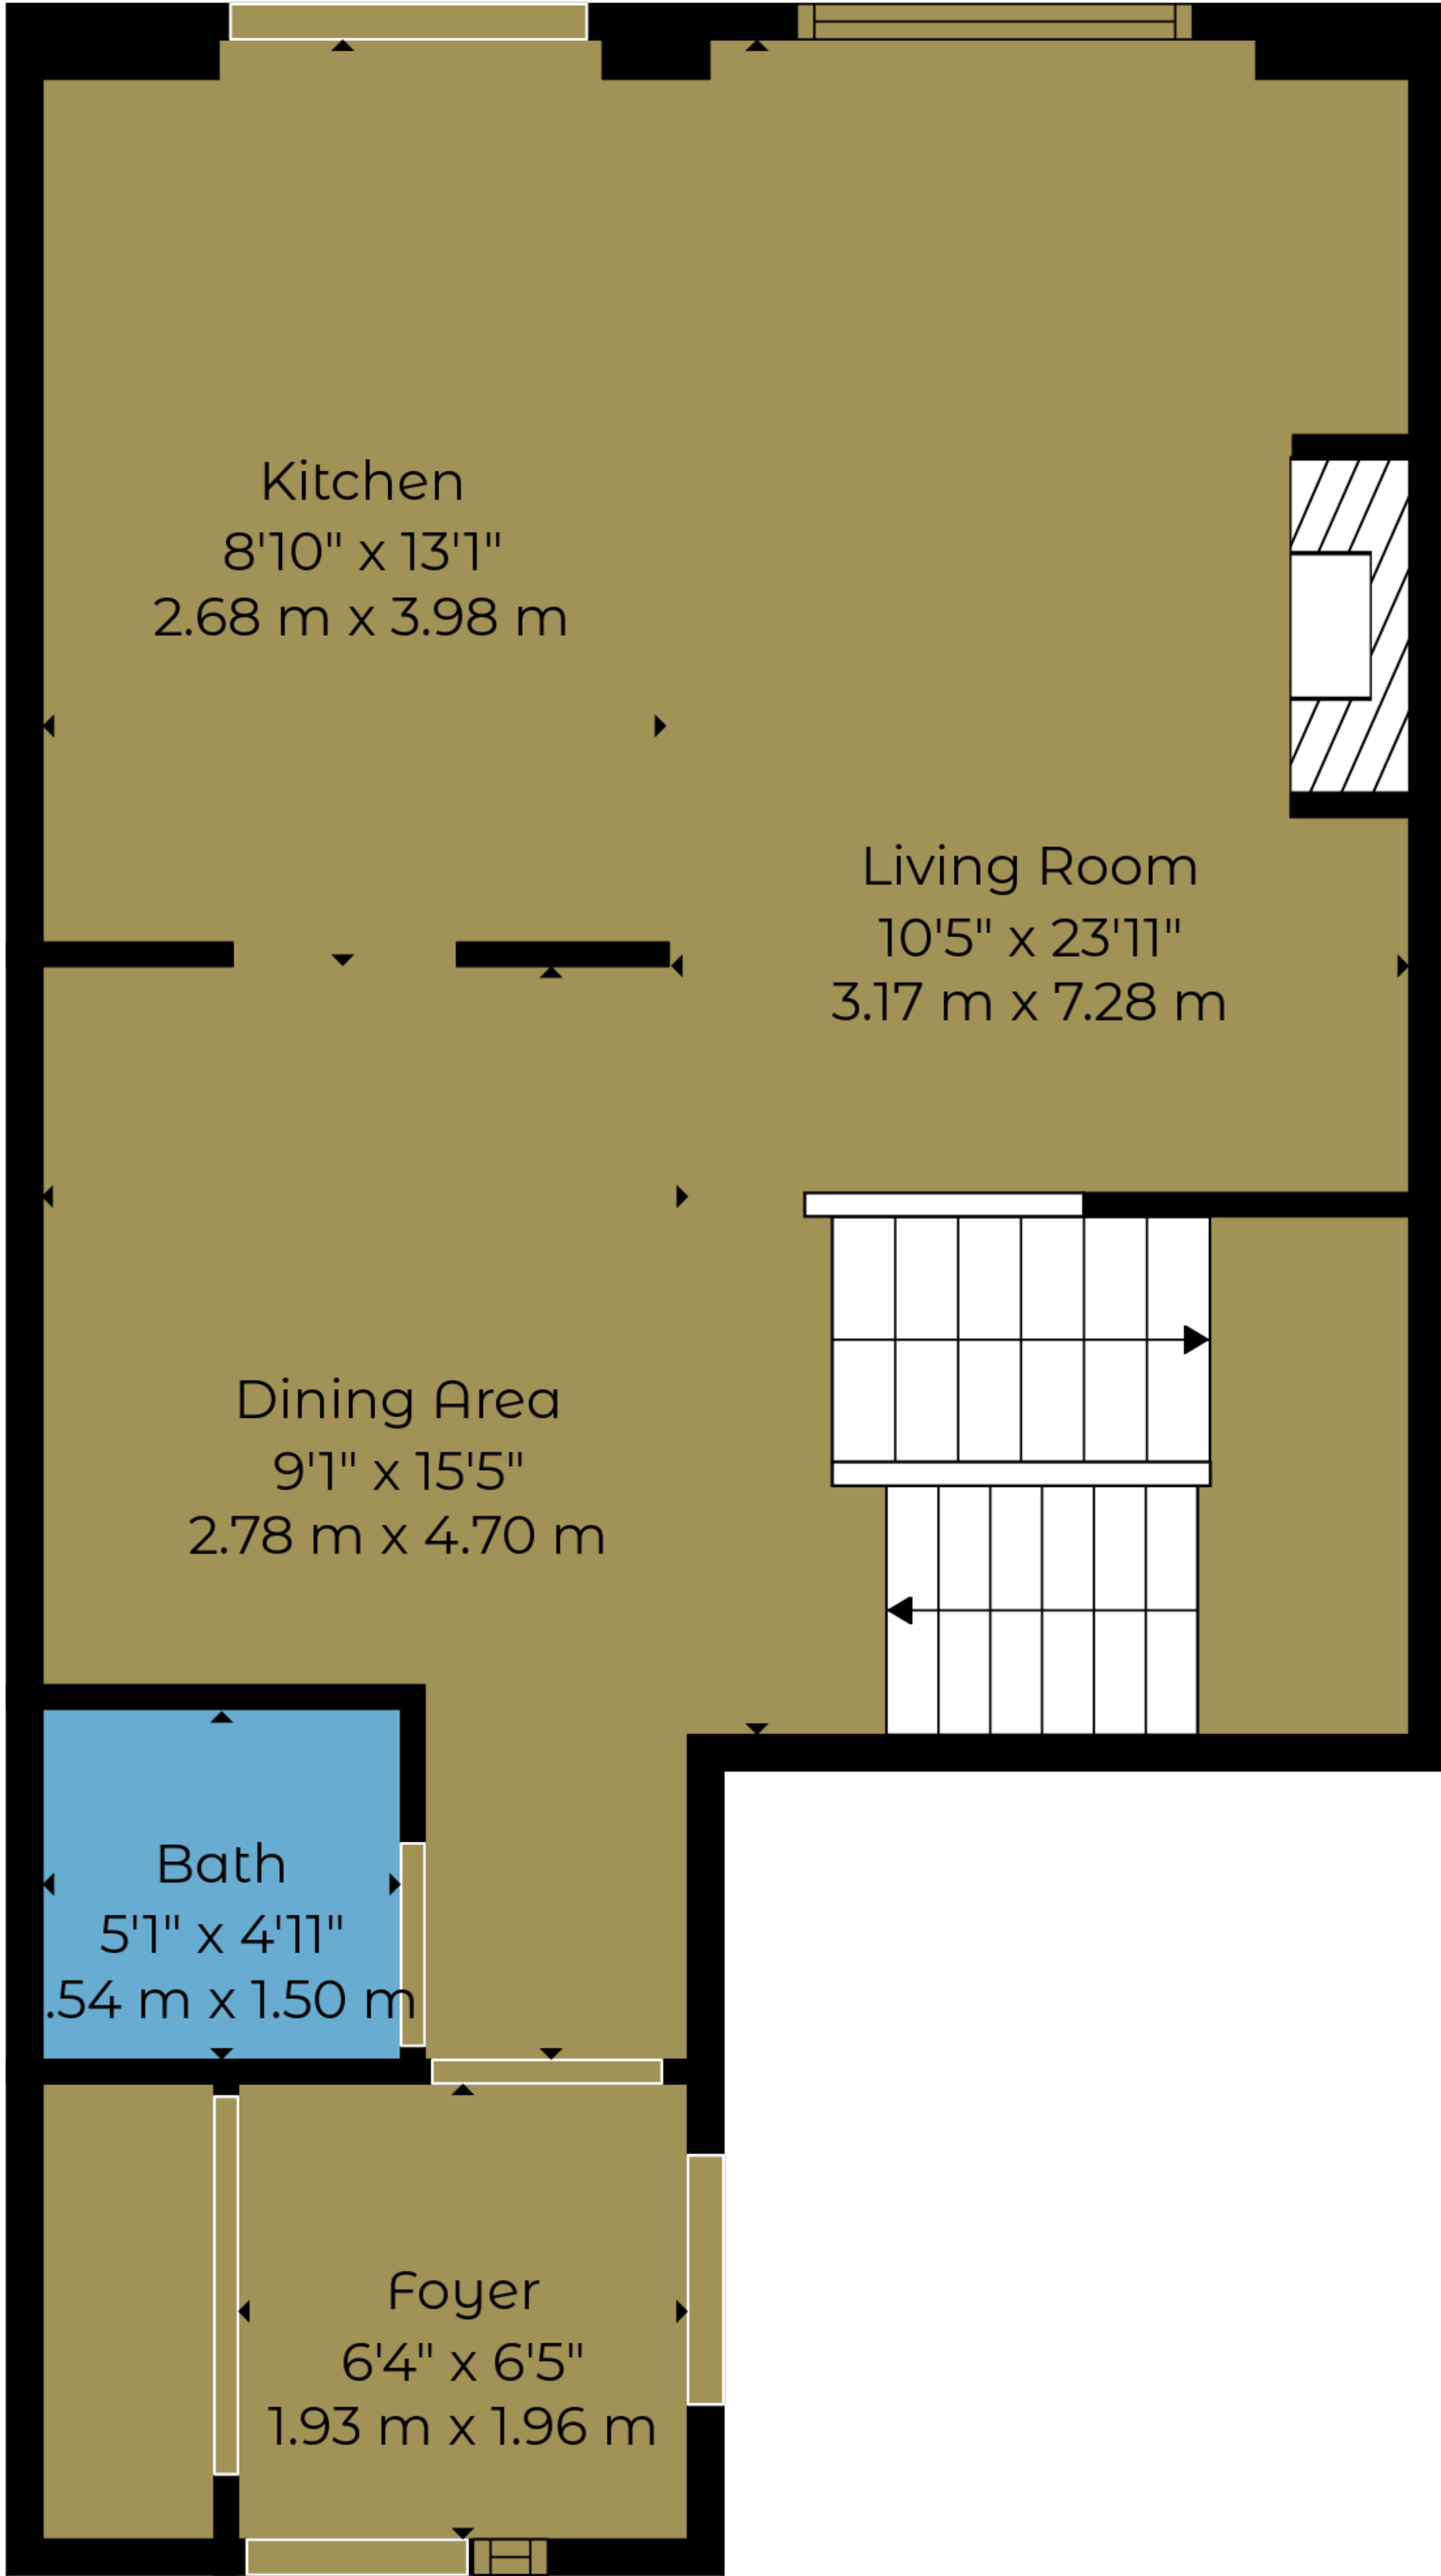 Kitchen
8'10" x 13'1"
2.68 m x 3.98 m
Living Room
10'5" x 23'11"
3.17 m x 7.28 m
Dining Area
9'1" x 15'5"
2.78 m x 4.70 m
Bath
5'1" x 4'11"
.54 m x 1.50 m
Foyer
6'4" x 6'5"
1.93 m x 1.96 m